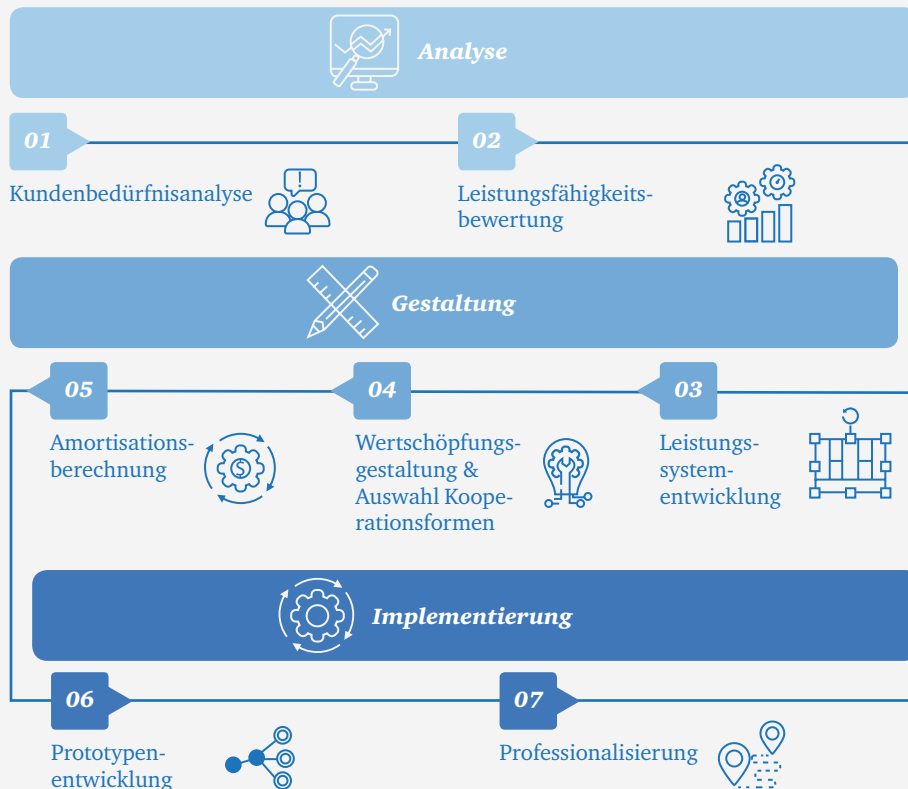 Analyse
01
Kundenbedürfnisanalyse
02
Leistungsfähigkeits-
bewertung
Gestaltung
05
Amortisations-
berechnung
04
Wertschöpfungs-
gestaltung &
Auswahl Koope-
rationsformen
03
Leistungs-
system-
entwicklung
Implementierung
06
Prototypen-
entwicklung
07
Professionalisierung